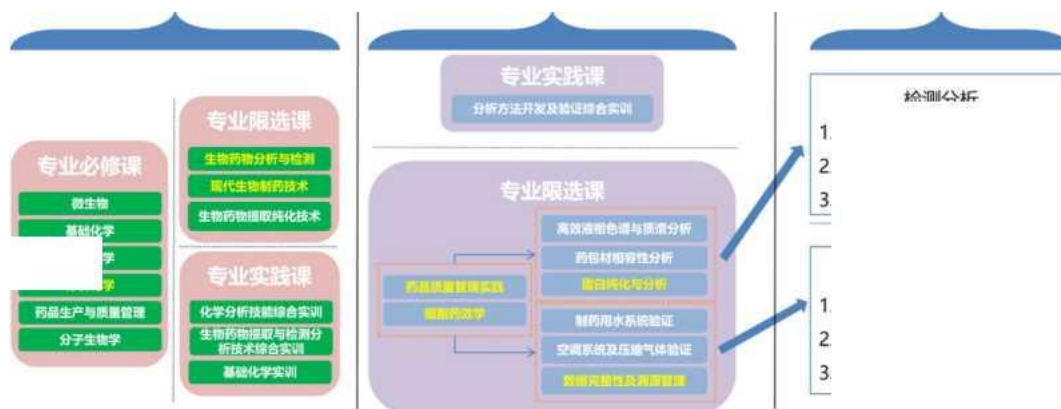 专业必修课
微生物
基础化学
学
学
药品生产与质量管理
分子生物学
专业限选课
生物药物分析与检测
现代生物制药技术
生物药物提取纯化技术
专业实践课
化学分析技能综合实训
生物药物提取与检测分
析技术综合实训
基础化学实训
专业实践课
分析方法开发及验证综合实训
专业限选课
药品质量管理实践
细胞药效学
高效液相色谱与质谱分析
药包材相容性分析
蛋白纯化与分析
制药用水系统验证
空调系统及压缩气体验证
数据完整性及溯源管理
检测分析
1.
2.
3.
1.
2.
3.